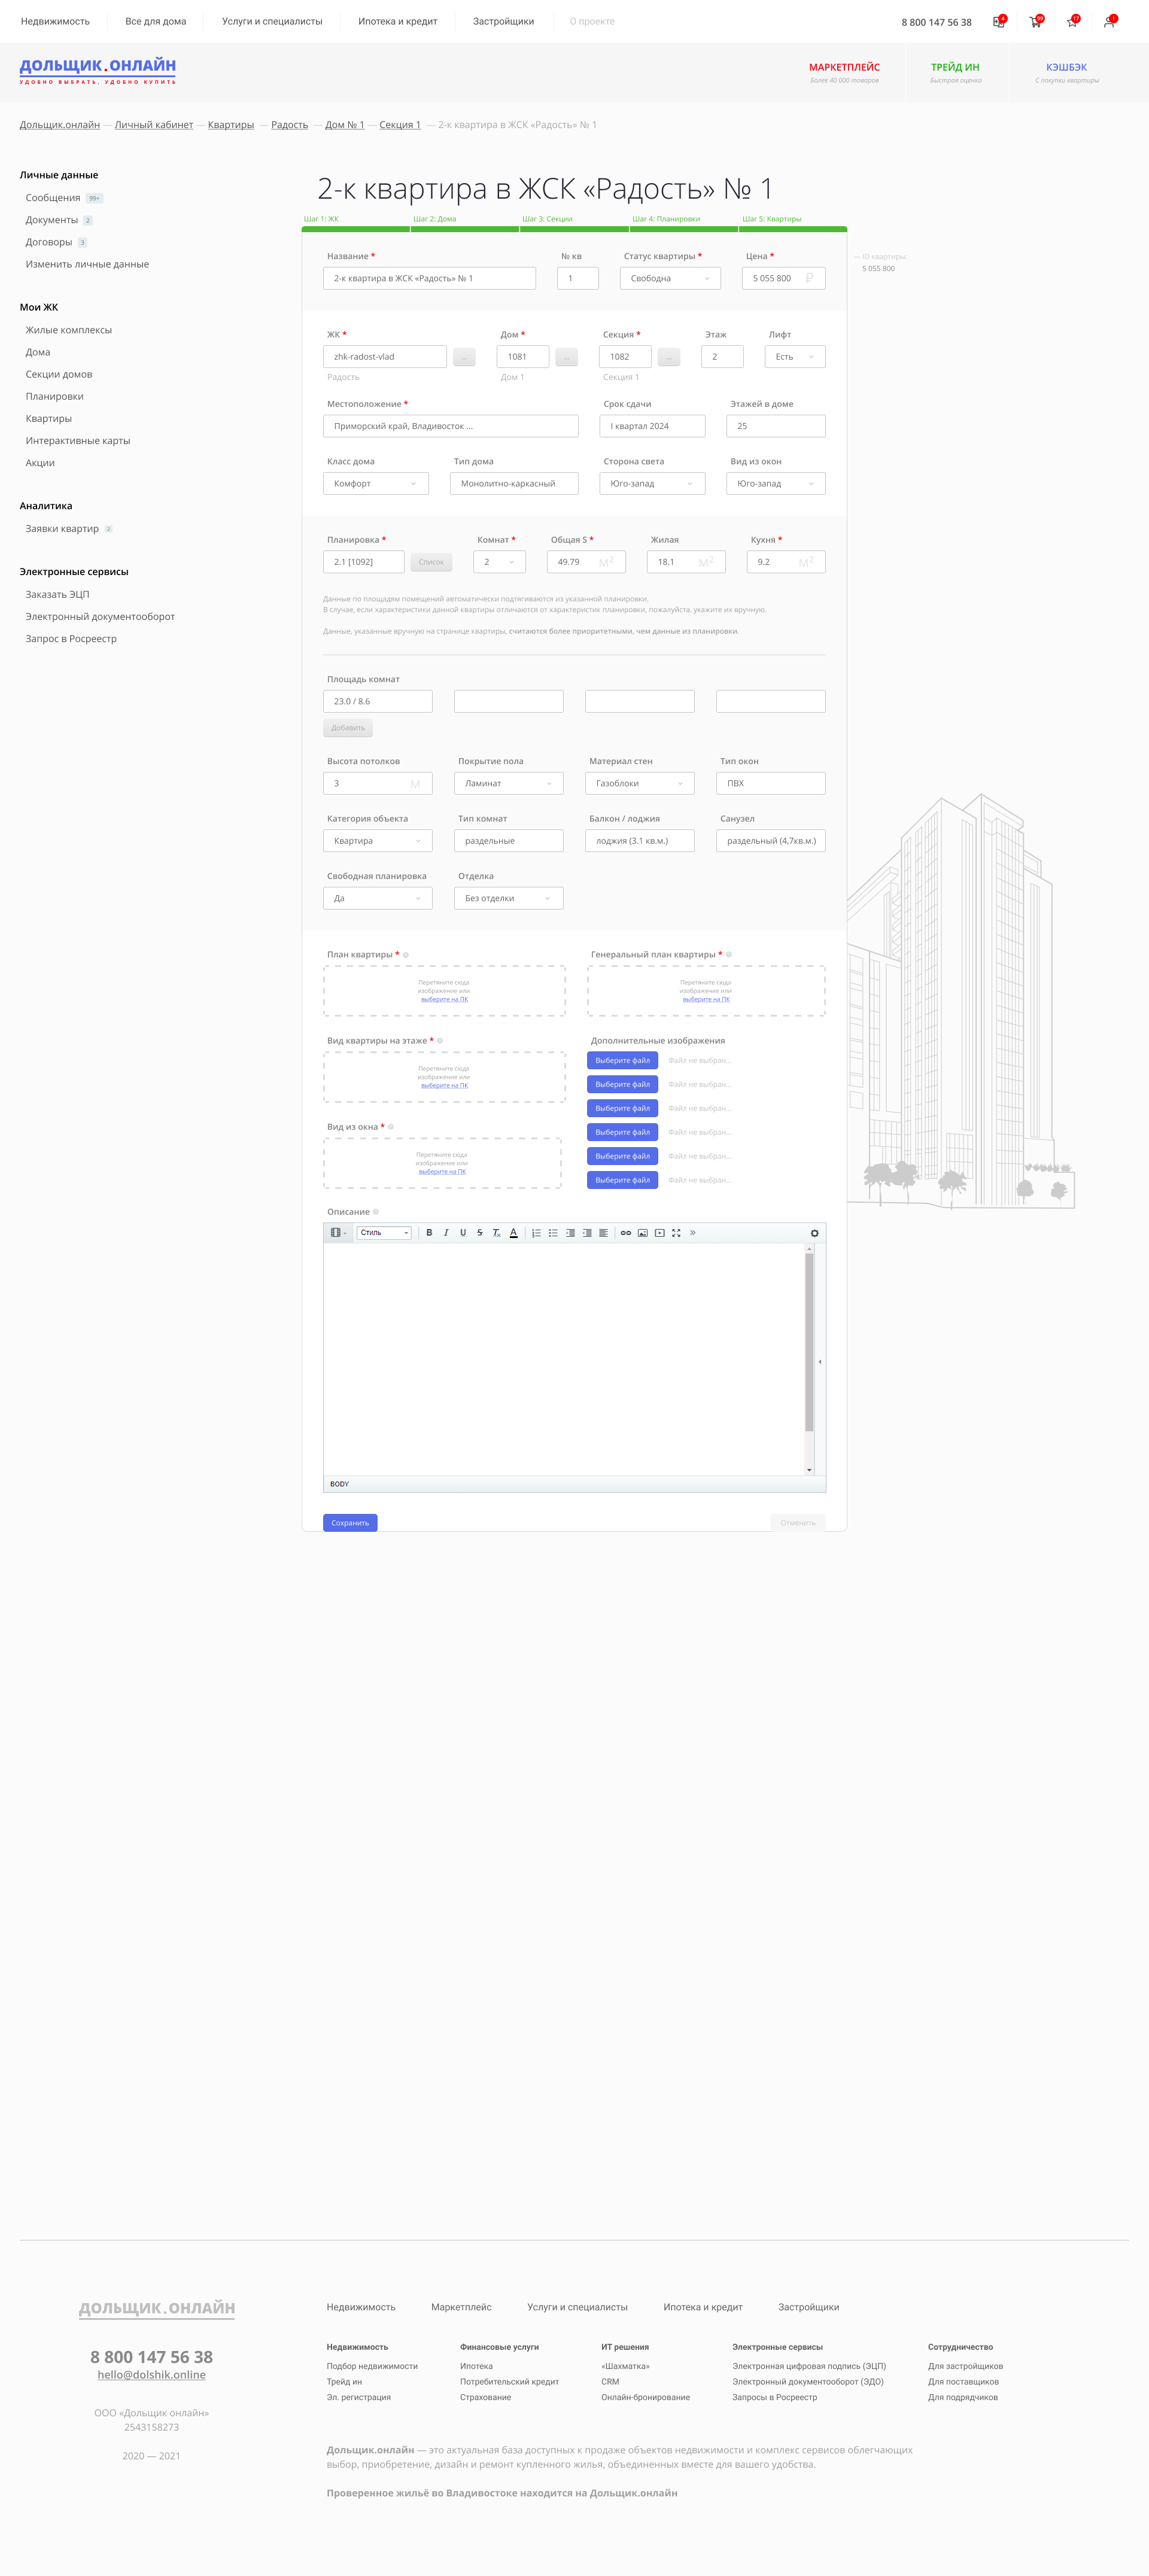 Недвижимость Все для дома Услуги и специалисты Ипотека и кредит Застройщики О проекте 8 800 147 56 38 4 99 17 1
ДОЛЬЩИК.ОНЛАЙН
УДОБНО ВЫБРАТЬ, УДОБНО КУПИТЬ
МАРКЕТПЛЕЙС ТРЕЙД ИН КЭШБЭК
Более 40 000 товаров Быстрая оценка С покупки квартиры
Дольщик.онлайн — Личный кабинет — Квартиры — Радость — Дом № 1 — Секция 1 — 2-к квартира в ЖСК «Радость» № 1
Личные данные
Сообщения 99+
Документы 2
Договоры 3
Изменить личные данные
Мои ЖК
Жилые комплексы
Дома
Секции домов
Планировки
Квартиры
Интерактивные карты
Акции
Аналитика
Заявки квартир 2
Электронные сервисы
Заказать ЭЦП
Электронный документооборот
Запрос в Росреестр
2-к квартира в ЖСК «Радость» № 1
Шаг 1: ЖК Шаг 2: Дома Шаг 3: Секции Шаг 4: Планировки Шаг 5: Квартиры
Название * № кв Статус квартиры * Цена *
2-к квартира в ЖСК «Радость» № 1 1 Свободна 5 055 800 ₽
— ID квартиры:
5 055 800
ЖК * Дом * Секция * Этаж Лифт
zhk-radost-vlad ... 1081 ... 1082 ... 2 Есть
Радость Дом 1 Секция 1
Местоположение * Срок сдачи Этажей в доме
Приморский край, Владивосток ... I квартал 2024 25
Класс дома Тип дома Сторона света Вид из окон
Комфорт Монолитно-каркасный Юго-запад Юго-запад
Планировка * Комнат * Общая S * Жилая Кухня *
2.1 [1092] Список 2 49.79 м² 18.1 м² 9.2 м²
Данные по площадям помещений автоматически подтягиваются из указанной планировки.
В случае, если характеристики данной квартиры отличаются от характеристик планировки, пожалуйста, укажите их вручную.
Данные, указанные вручную на странице квартиры, считаются более приоритетными, чем данные из планировки.
Площадь комнат
23.0 / 8.6
Добавить
Высота потолков Покрытие пола Материал стен Тип окон
3 м Ламинат Газоблоки ПВХ
Категория объекта Тип комнат Балкон / лоджия Санузел
Квартира раздельные лоджия (3.1 кв.м.) раздельный (4,7кв.м.)
Свободная планировка Отделка
Да Без отделки
План квартиры * Генеральный план квартиры *
Перетяните сюда Перетяните сюда
изображение или изображение или
выберите на ПК выберите на ПК
Вид квартиры на этаже * Дополнительные изображения
Перетяните сюда
изображение или
выберите на ПК
Выберите файл Файл не выбран...
Выберите файл Файл не выбран...
Выберите файл Файл не выбран...
Вид из окна *
Перетяните сюда
изображение или
выберите на ПК
Выберите файл Файл не выбран...
Выберите файл Файл не выбран...
Выберите файл Файл не выбран...
Описание
Стиль B I U S Tx A »
BODY
Сохранить Отменить
ДОЛЬЩИК.ОНЛАЙН
8 800 147 56 38
hello@dolshik.online
ООО «Дольщик онлайн»
2543158273
2020 — 2021
Недвижимость Маркетплейс Услуги и специалисты Ипотека и кредит Застройщики
Недвижимость Финансовые услуги ИТ решения Электронные сервисы Сотрудничество
Подбор недвижимости Ипотека «Шахматка» Электронная цифровая подпись (ЭЦП) Для застройщиков
Трейд ин Потребительский кредит CRM Электронный документооборот (ЭДО) Для поставщиков
Эл. регистрация Страхование Онлайн-бронирование Запросы в Росреестр Для подрядчиков
Дольщик.онлайн — это актуальная база доступных к продаже объектов недвижимости и комплекс сервисов облегчающих
выбор, приобретение, дизайн и ремонт купленного жилья, объединенных вместе для вашего удобства.
Проверенное жильё во Владивостоке находится на Дольщик.онлайн